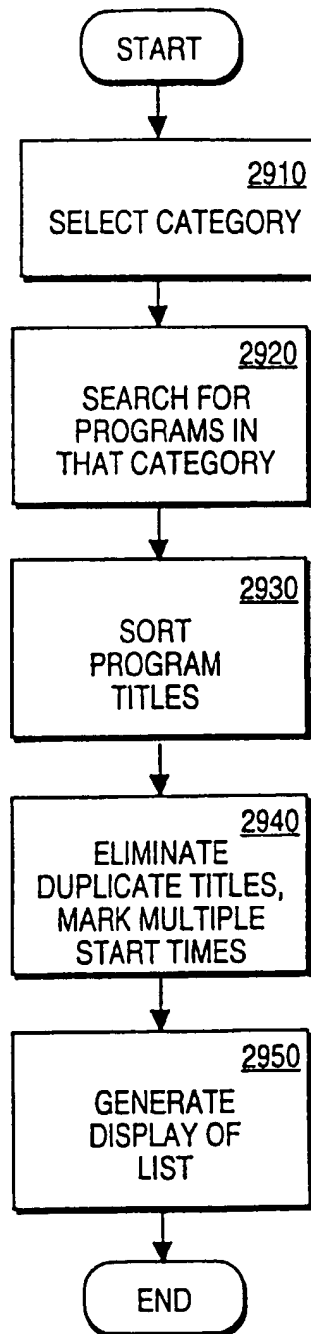 START
2910
SELECT CATEGORY
2920
SEARCH FOR
PROGRAMS IN
THAT CATEGORY
2930
SORT
PROGRAM
TITLES
2940
ELIMINATE
DUPLICATE TITLES,
MARK MULTIPLE
START TIMES
2950
GENERATE
DISPLAY OF
LIST
END